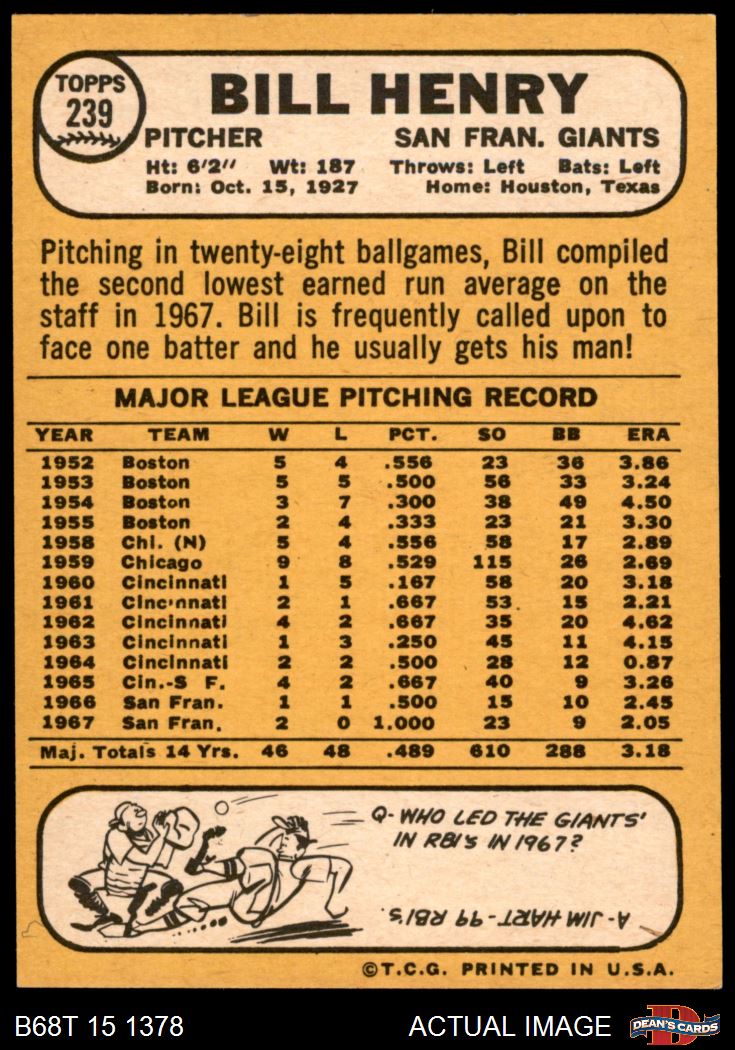 TOPPS
239
BILL HENRY
PITCHER SAN FRAN. GIANTS
Ht: 6'2" Wt: 187 Throws: Left Bats: Left
Born: Oct. 15, 1927 Home: Houston, Texas
Pitching in twenty-eight ballgames, Bill compiled
the second lowest earned run average on the
staff in 1967. Bill is frequently called upon to
face one batter and he usually gets his man!
MAJOR LEAGUE PITCHING RECORD
YEAR TEAM W L PCT. SO BB ERA
1952 Boston 5 4 .556 23 36 3.86
1953 Boston 5 5 .500 56 33 3.24
1954 Boston 3 7 .300 38 49 4.50
1955 Boston 2 4 .333 23 21 3.30
1958 Chi. (N) 5 4 .556 58 17 2.89
1959 Chicago 9 8 .529 115 26 2.69
1960 Cincinnati 1 5 .167 58 20 3.18
1961 Cincinnati 2 1 .667 53 15 2.21
1962 Cincinnati 4 2 .667 35 20 4.62
1963 Cincinnati 1 3 .250 45 11 4.15
1964 Cincinnati 2 2 .500 28 12 0.87
1965 Cin.-S F. 4 2 .667 40 9 3.26
1966 San Fran. 1 1 .500 15 10 2.45
1967 San Fran. 2 0 1.000 23 9 2.05
Maj. Totals 14 Yrs. 46 48 .489 610 288 3.18
Q- WHO LED THE GIANTS'
IN RBI's IN 1967?
A- JIM HART- 99 RBI's.
©T.C.G. PRINTED IN U.S.A.
B68T 15 1378 ACTUAL IMAGE DEAN'S CARDS